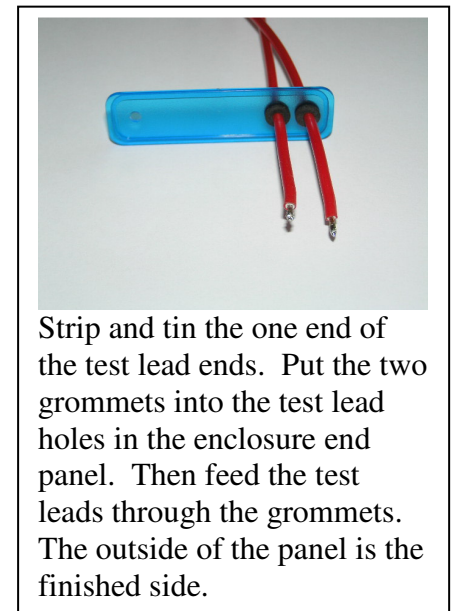 Strip and tin the one end of
the test lead ends.  Put the two
grommets into the test lead
holes in the enclosure end
panel.  Then feed the test
leads through the grommets.
The outside of the panel is the
finished side.